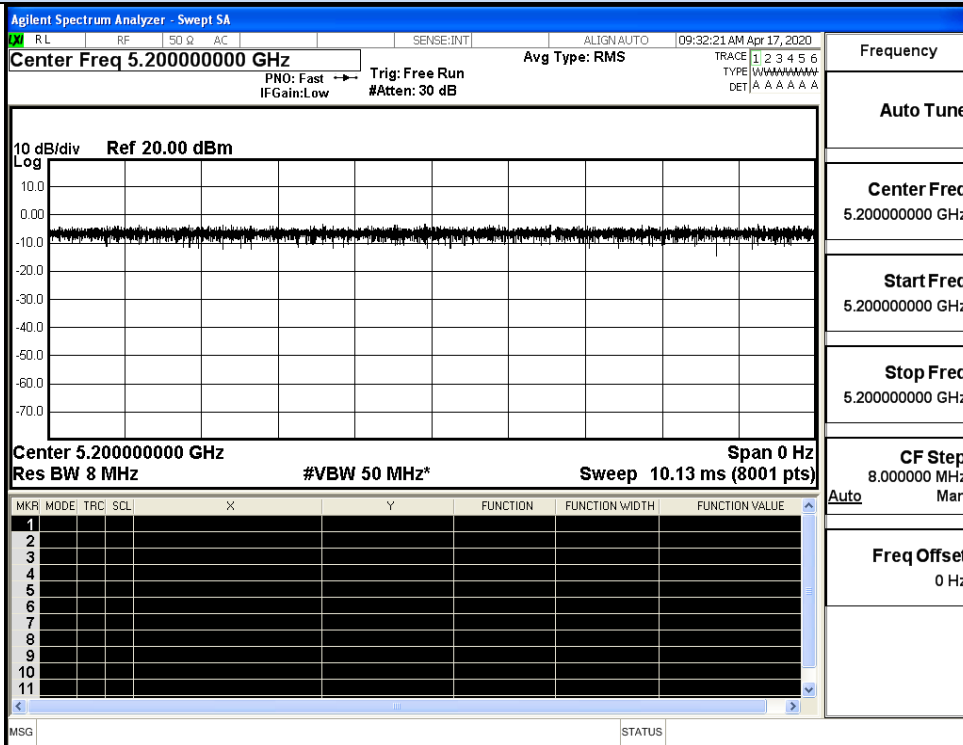 Agilent Spectrum Analyzer - Swept SA
LXI RL RF 50 Ω AC SENSE:INT ALIGN AUTO 09:32:21 AM Apr 17, 2020
Center Freq 5.200000000 GHz
PNO: Fast
IFGain:Low
Trig: Free Run
#Atten: 30 dB
Avg Type: RMS
TRACE 1 2 3 4 5 6
TYPE WWWWWW
DET A A A A A A
10 dB/div Ref 20.00 dBm
Log
10.0
0.00
-10.0
-20.0
-30.0
-40.0
-50.0
-60.0
-70.0
Center 5.200000000 GHz Span 0 Hz
Res BW 8 MHz #VBW 50 MHz* Sweep 10.13 ms (8001 pts)
MKR MODE TRC SCL X Y FUNCTION FUNCTION WIDTH FUNCTION VALUE
1
2
3
4
5
6
7
8
9
10
11
MSG STATUS
Frequency
Auto Tune
Center Freq
5.200000000 GHz
Start Freq
5.200000000 GHz
Stop Freq
5.200000000 GHz
CF Step
8.000000 MHz
Auto Man
Freq Offset
0 Hz